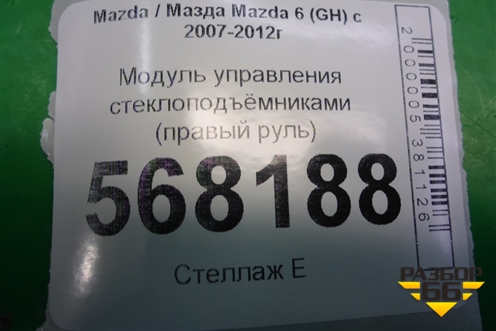 Mazda / Мазда Mazda 6 (GH) с
2007-2012г
Модуль управления
стеклоподъёмниками
(правый руль)
568188
Стеллаж Е
2000005381126
РАЗБОР
66